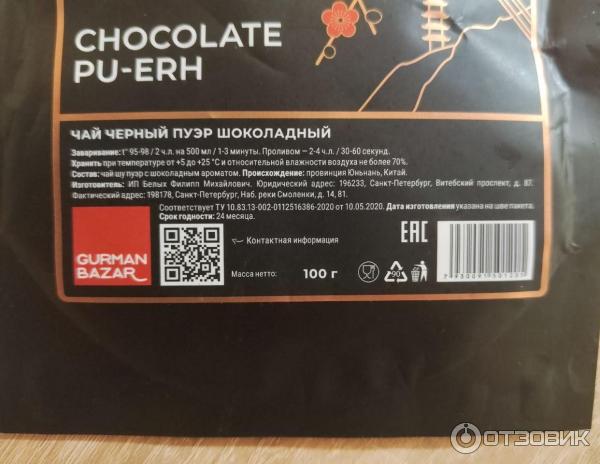 CHOCOLATE
PU-ERH
ЧАЙ ЧЕРНЫЙ ПУЭР ШОКОЛАДНЫЙ
Заваривание: t° 95-98 / 2 ч.л. на 500 мл / 1-3 минуты. Проливом – 2-4 ч.л. / 30-60 секунд.
Хранить при температуре от +5 до +25 °С и относительной влажности воздуха не более 70%.
Состав: чай шу пуэр с шоколадным ароматом. Происхождение: провинция Юньнань, Китай.
Изготовитель: ИП Белых Филипп Михайлович. Юридический адрес: 196233, Санкт-Петербург, Витебский проспект, д. 87.
Фактический адрес: 198178, Санкт-Петербург, Наб. реки Смоленки, д. 14, 81.
Соответствует ТУ 10.83.13-002-0112516386-2020 от 10.05.2020. Дата изготовления указана на шве пакета.
Срок годности: 24 месяца.
Контактная информация
EAC
GURMAN
BAZAR
Масса нетто: 100 г
90
ОТЗОВИК